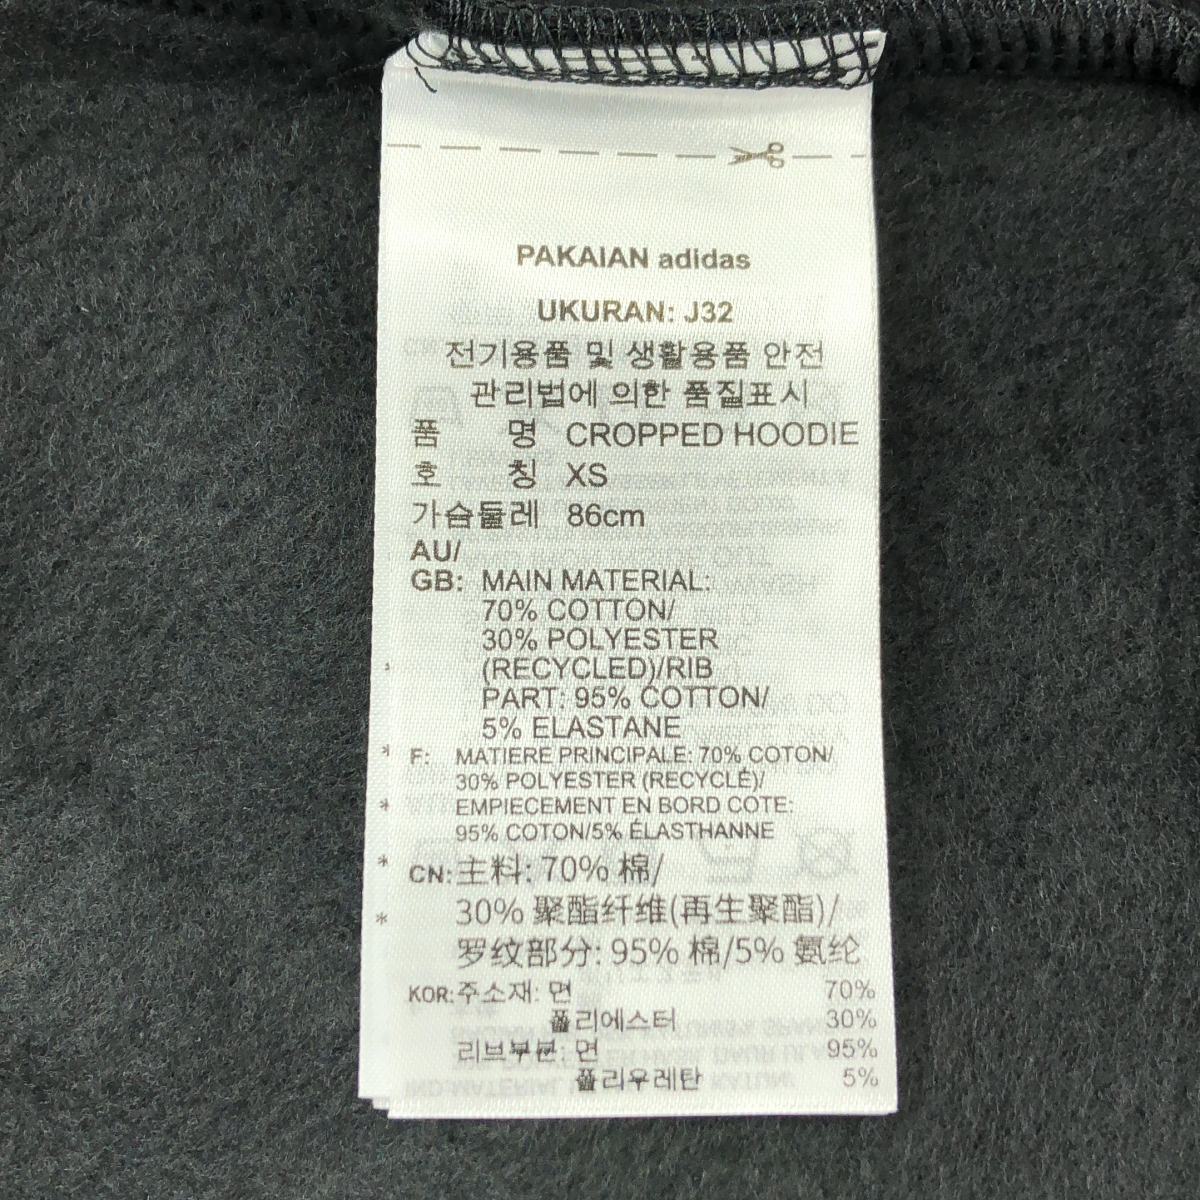 PAKAIAN adidas
UKURAN: J32
전기용품 및 생활용품 안전
관리법에 의한 품질표시
품 명 CROPPED HOODIE
호 칭 XS
가슴둘레 86cm
AU/
GB: MAIN MATERIAL:
70% COTTON/
30% POLYESTER
(RECYCLED)/RIB
PART: 95% COTTON/
5% ELASTANE
* F: MATIERE PRINCIPALE: 70% COTON/
30% POLYESTER (RECYCLÉ)/
* EMPIECEMENT EN BORD COTE:
95% COTON/5% ÉLASTHANNE
* CN: 主料: 70% 棉/
* 30% 聚酯纤维(再生聚酯)/
罗纹部分: 95% 棉/5% 氨纶
KOR: 주소재: 면 70%
폴리에스터 30%
리브부분: 면 95%
폴리우레탄 5%